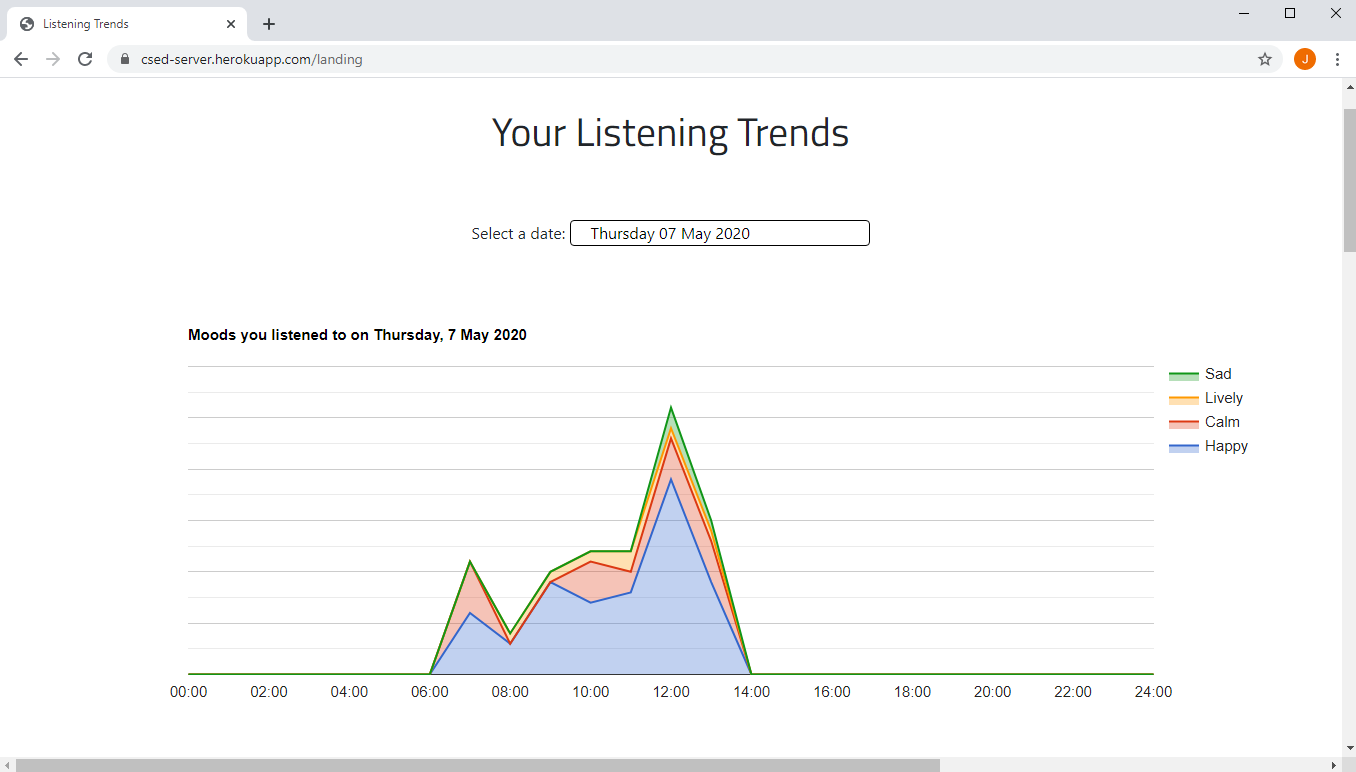 Listening Trends
csed-server.herokuapp.com/landing
J
Your Listening Trends
Select a date: Thursday 07 May 2020
Moods you listened to on Thursday, 7 May 2020
Sad
Lively
Calm
Happy
00:00 02:00 04:00 06:00 08:00 10:00 12:00 14:00 16:00 18:00 20:00 22:00 24:00